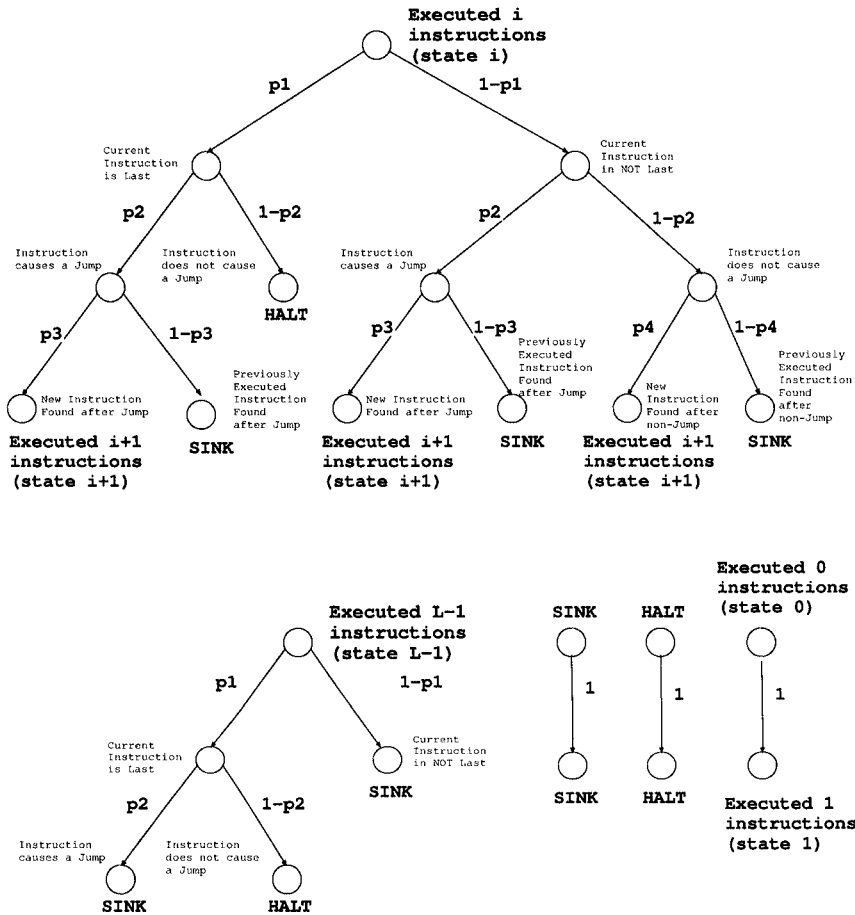 Executed i
instructions
(state i)
p1
1-p1
Current
Instruction
is Last
Current
Instruction
in NOT Last
p2
1-p2
p2
1-p2
Instruction
causes a Jump
Instruction
does not cause
a Jump
Instruction
causes a Jump
Instruction
does not cause
a Jump
HALT
p3
1-p3
p3
1-p3
p4
1-p4
New Instruction
Found after Jump
Previously
Executed
Instruction
Found
after Jump
New Instruction
Found after Jump
Previously
Executed
Instruction
Found
after Jump
New
Instruction
Found after
non-Jump
Previously
Executed
Instruction
Found
after
non-Jump
Executed i+1
instructions
(state i+1)
SINK
Executed i+1
instructions
(state i+1)
SINK
Executed i+1
instructions
(state i+1)
SINK
Executed L-1
instructions
(state L-1)
p1
1-p1
Current
Instruction
is Last
Current
Instruction
in NOT Last
SINK
p2
1-p2
Instruction
causes a Jump
Instruction
does not cause
a Jump
SINK
HALT
SINK
1
SINK
HALT
1
HALT
Executed 0
instructions
(state 0)
1
Executed 1
instructions
(state 1)